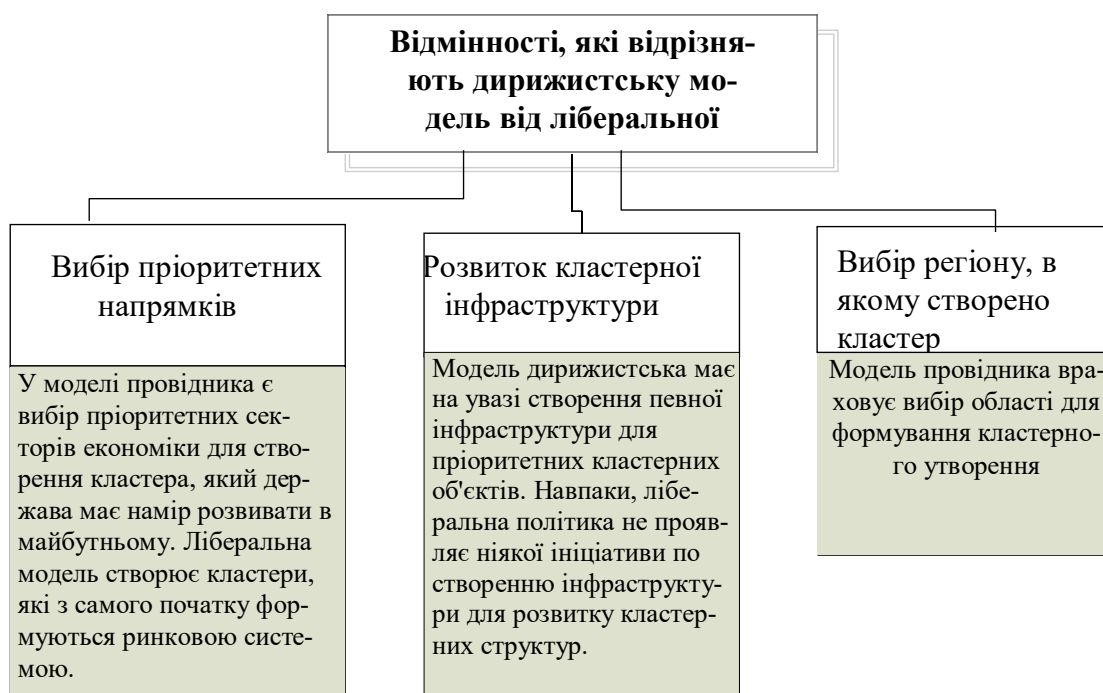 Відмінності, які відрізня-
ють дирижистську мо-
дель від ліберальної
Вибір пріоритетних
напрямків
У моделі провідника є
вибір пріоритетних сек-
торів економіки для ство-
рення кластера, який дер-
жава має намір розвивати в
майбутньому. Ліберальна
модель створює кластери,
які з самого початку фор-
муються ринковою систе-
мою.
Розвиток кластерної
інфраструктури
Модель дирижистська має
на увазі створення певної
інфраструктури для
пріоритетних кластерних
об'єктів. Навпаки, лібе-
ральна політика не прояв-
ляє ніякої ініціативи по
створенню інфраструкту-
ри для розвитку кластер-
них структур.
Вибір регіону, в
якому створено
кластер
Модель провідника вра-
ховує вибір області для
формування кластерно-
го утворення